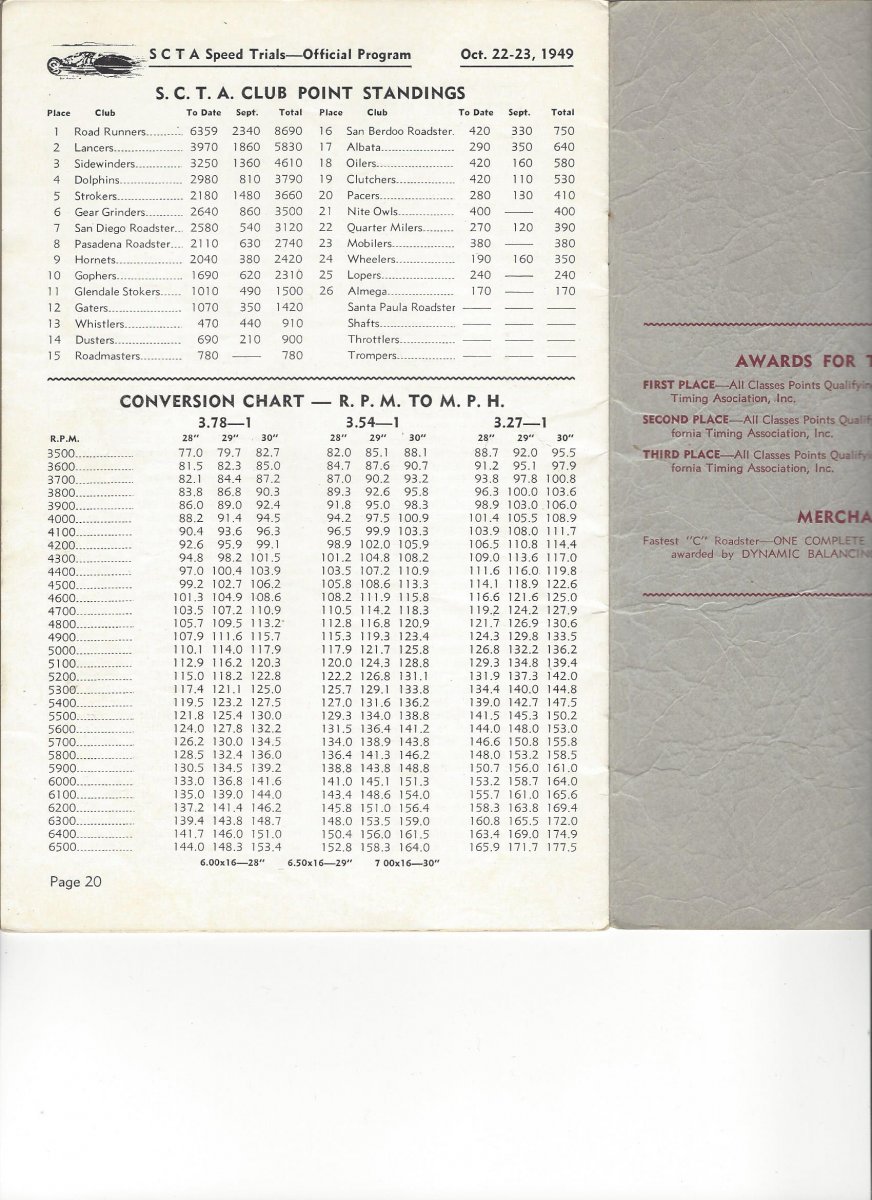 S C T A Speed Trials—Official Program Oct. 22-23, 1949
S. C. T. A. CLUB POINT STANDINGS
Place Club To Date Sept. Total Place Club To Date Sept. Total
1 Road Runners 6359 2340 8690 16 San Berdoo Roadster. 420 330 750
2 Lancers 3970 1860 5830 17 Albata 290 350 640
3 Sidewinders 3250 1360 4610 18 Oilers 420 160 580
4 Dolphins 2980 810 3790 19 Clutchers 420 110 530
5 Strokers 2180 1480 3660 20 Pacers 280 130 410
6 Gear Grinders 2640 860 3500 21 Nite Owls 400 — 400
7 San Diego Roadster 2580 540 3120 22 Quarter Milers 270 120 390
8 Pasadena Roadster 2110 630 2740 23 Mobilers 380 — 380
9 Hornets 2040 380 2420 24 Wheelers 190 160 350
10 Gophers 1690 620 2310 25 Lopers 240 — 240
11 Glendale Stokers 1010 490 1500 26 Almega 170 — 170
12 Gaters 1070 350 1420 Santa Paula Roadster — — —
13 Whistlers 470 440 910 Shafts — — —
14 Dusters 690 210 900 Throttlers — — —
15 Roadmasters 780 — 780 Trompers — — —
CONVERSION CHART — R. P. M. TO M. P. H.
3.78—1 3.54—1 3.27—1
R.P.M. 28" 29" 30" 28" 29" 30" 28" 29" 30"
3500 77.0 79.7 82.7 82.0 85.1 88.1 88.7 92.0 95.5
3600 81.5 82.3 85.0 84.7 87.6 90.7 91.2 95.1 97.9
3700 82.1 84.4 87.2 87.0 90.2 93.2 93.8 97.8 100.8
3800 83.8 86.8 90.3 89.3 92.6 95.8 96.3 100.0 103.6
3900 86.0 89.0 92.4 91.8 95.0 98.3 98.9 103.0 106.0
4000 88.2 91.4 94.5 94.2 97.5 100.9 101.4 105.5 108.9
4100 90.4 93.6 96.3 96.5 99.9 103.3 103.9 108.0 111.7
4200 92.6 95.9 99.1 98.9 102.0 105.9 106.5 110.8 114.4
4300 94.8 98.2 101.5 101.2 104.8 108.2 109.0 113.6 117.0
4400 97.0 100.4 103.9 103.5 107.2 110.9 111.6 116.0 119.8
4500 99.2 102.7 106.2 105.8 108.6 113.3 114.1 118.9 122.6
4600 101.3 104.9 108.6 108.2 111.9 115.8 116.6 121.6 125.0
4700 103.5 107.2 110.9 110.5 114.2 118.3 119.2 124.2 127.9
4800 105.7 109.5 113.2 112.8 116.8 120.9 121.7 126.9 130.6
4900 107.9 111.6 115.7 115.3 119.3 123.4 124.3 129.8 133.5
5000 110.1 114.0 117.9 117.9 121.7 125.8 126.8 132.2 136.2
5100 112.9 116.2 120.3 120.0 124.3 128.8 129.3 134.8 139.4
5200 115.0 118.2 122.8 122.2 126.8 131.1 131.9 137.3 142.0
5300 117.4 121.1 125.0 125.7 129.1 133.8 134.4 140.0 144.8
5400 119.5 123.2 127.5 127.0 131.6 136.2 139.0 142.7 147.5
5500 121.8 125.4 130.0 129.3 134.0 138.8 141.5 145.3 150.2
5600 124.0 127.8 132.2 131.5 136.4 141.2 144.0 148.0 153.0
5700 126.2 130.0 134.5 134.0 138.9 143.8 146.6 150.8 155.8
5800 128.5 132.4 136.0 136.4 141.3 146.2 148.0 153.2 158.5
5900 130.5 134.5 139.2 138.8 143.8 148.8 150.7 156.0 161.0
6000 133.0 136.8 141.6 141.0 145.1 151.3 153.2 158.7 164.0
6100 135.0 139.0 144.0 143.4 148.6 154.0 155.7 161.0 165.6
6200 137.2 141.4 146.2 145.8 151.0 156.4 158.3 163.8 169.4
6300 139.4 143.8 148.7 148.0 153.5 159.0 160.8 165.5 172.0
6400 141.7 146.0 151.0 150.4 156.0 161.5 163.4 169.0 174.9
6500 144.0 148.3 153.4 152.8 158.3 164.0 165.9 171.7 177.5
6.00x16—28" 6.50x16—29" 7 00x16—30"
Page 20
AWARDS FOR T
FIRST PLACE—All Classes Points Qualifyin
Timing Asociation, Inc.
SECOND PLACE—All Classes Points Qualif
fornia Timing Association, Inc.
THIRD PLACE—All Classes Points Qualifyin
fornia Timing Association, Inc.
MERCHA
Fastest "C" Roadster—ONE COMPLETE
awarded by DYNAMIC BALANCIN